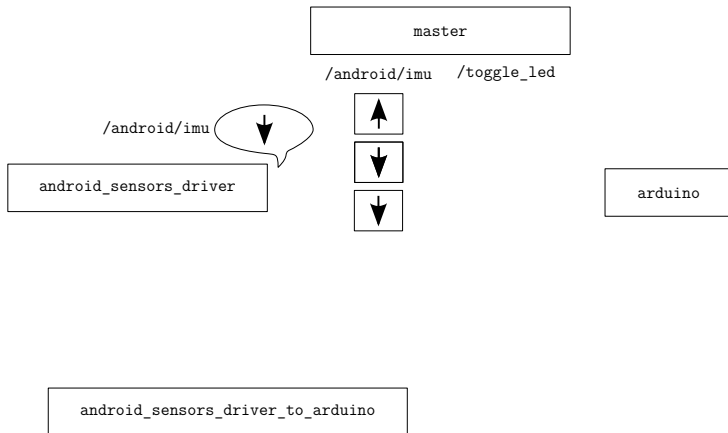 master
/android/imu /toggle_led
/android/imu
android_sensors_driver
arduino
android_sensors_driver_to_arduino